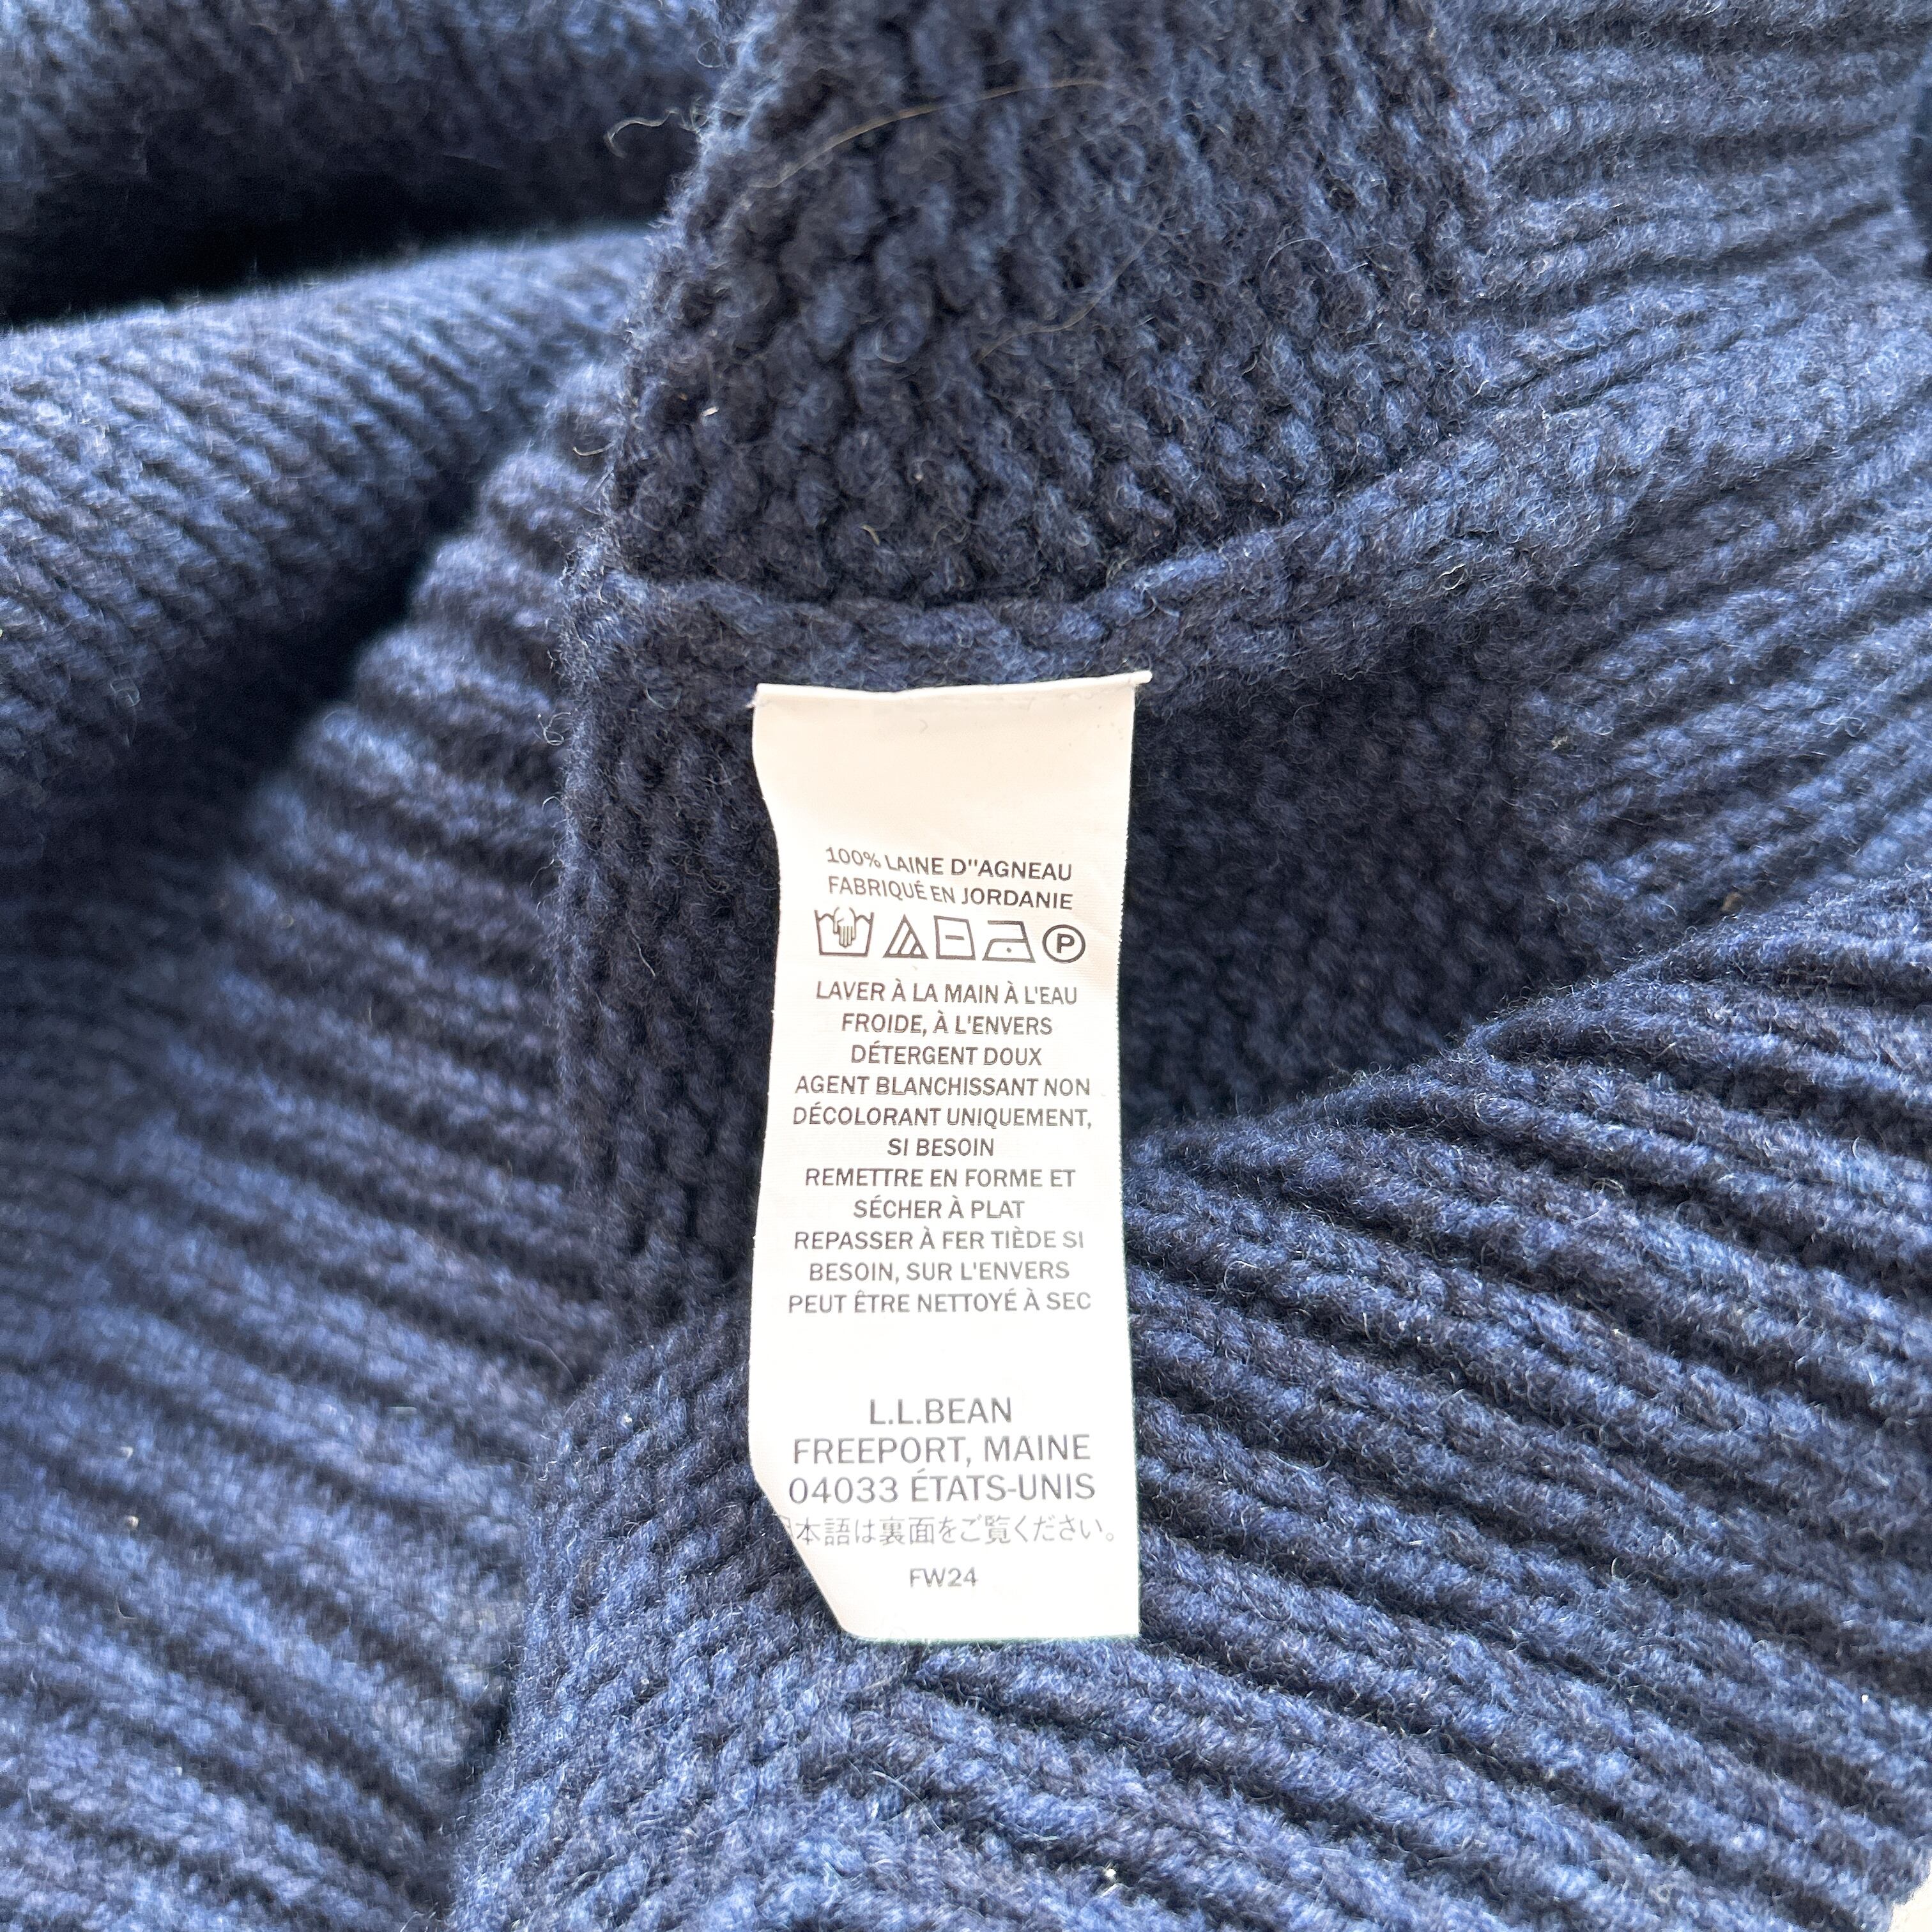 100% LAINE D"AGNEAU
FABRIQUÉ EN JORDANIE
P
LAVER À LA MAIN À L'EAU
FROIDE, À L'ENVERS
DÉTERGENT DOUX
AGENT BLANCHISSANT NON
DÉCOLORANT UNIQUEMENT,
SI BESOIN
REMETTRE EN FORME ET
SÉCHER À PLAT
REPASSER À FER TIÈDE SI
BESOIN, SUR L'ENVERS
PEUT ÊTRE NETTOYÉ À SEC
L.L.BEAN
FREEPORT, MAINE
04033 ÉTATS-UNIS
日本語は裏面をご覧ください。
FW24